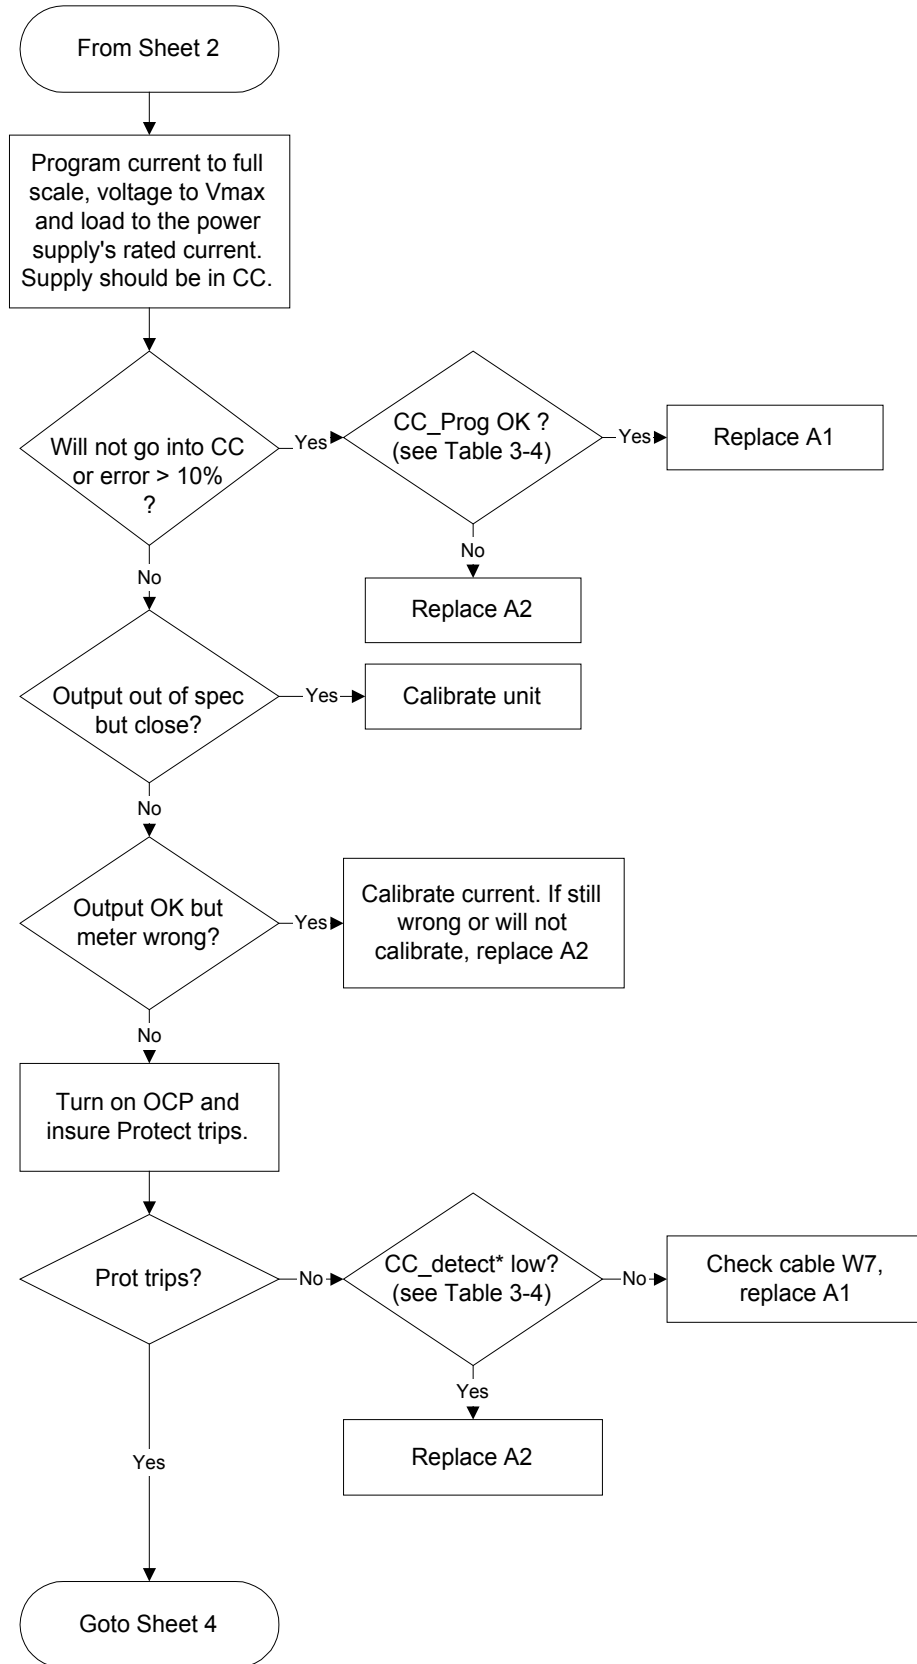 From Sheet 2
Program current to full
scale, voltage to Vmax
and load to the power
supply's rated current.
Supply should be in CC.
Will not go into CC
or error > 10%
?
Yes
CC_Prog OK ?
(see Table 3-4)
Yes
Replace A1
No
Replace A2
No
Output out of spec
but close?
Yes
Calibrate unit
No
Output OK but
meter wrong?
Yes
Calibrate current. If still
wrong or will not
calibrate, replace A2
No
Turn on OCP and
insure Protect trips.
Prot trips?
No
CC_detect* low?
(see Table 3-4)
No
Check cable W7,
replace A1
Yes
Replace A2
Yes
Goto Sheet 4